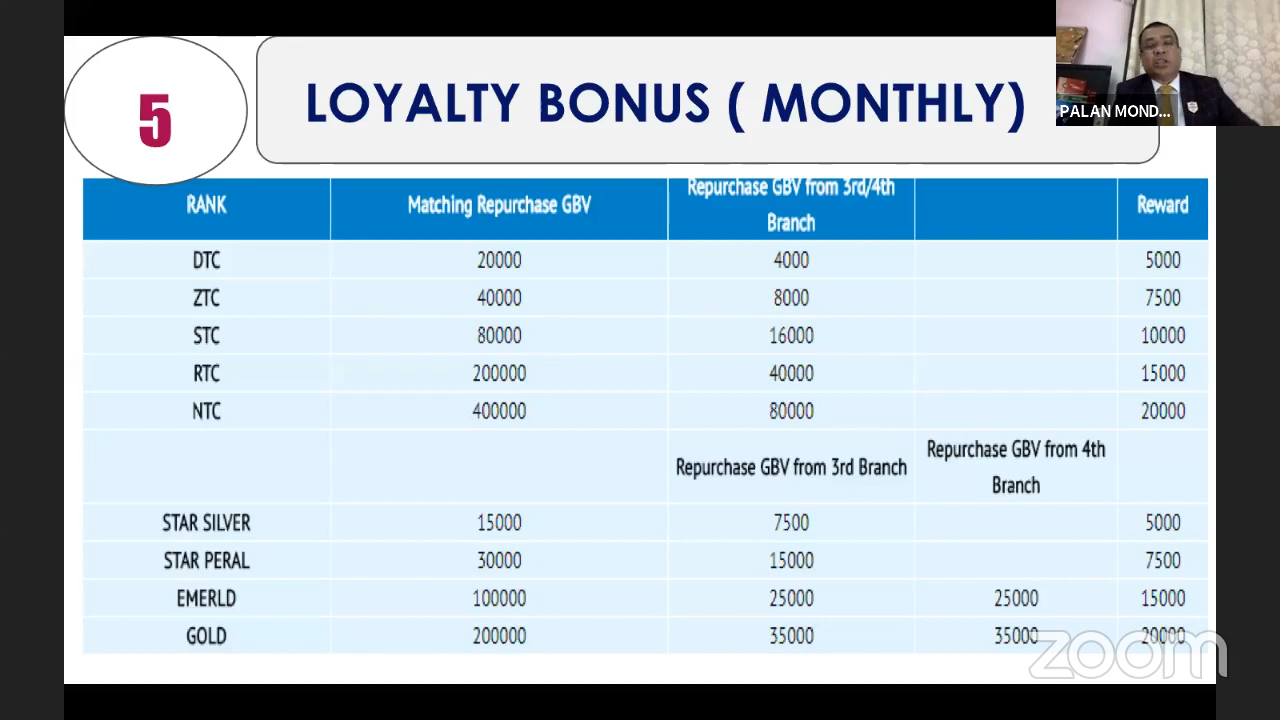 5
LOYALTY BONUS ( MONTHLY)
PALAN MOND...
RANK Matching Repurchase GBV Repurchase GBV from 3rd/4th Branch Reward
DTC 20000 4000 5000
ZTC 40000 8000 7500
STC 80000 16000 10000
RTC 200000 40000 15000
NTC 400000 80000 20000
Repurchase GBV from 3rd Branch Repurchase GBV from 4th Branch
STAR SILVER 15000 7500 5000
STAR PERAL 30000 15000 7500
EMERLD 100000 25000 25000 15000
GOLD 200000 35000 35000 20000
zoom